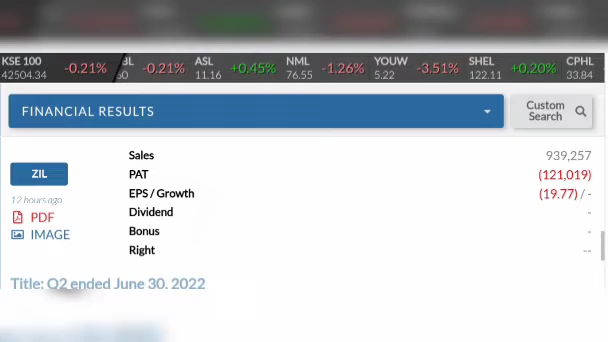 KSE 100 -0.21% BL -0.21% ASL +0.45% NML -1.26% YOUW -3.51% SHEL +0.20% CPHL
42504.34 11.16 76.55 5.22 122.11 33.84
FINANCIAL RESULTS
Custom Search
ZIL
12 hours ago
PDF
IMAGE
Sales 939,257
PAT (121,019)
EPS / Growth (19.77) / -
Dividend -
Bonus -
Right --
Title: Q2 ended June 30, 2022